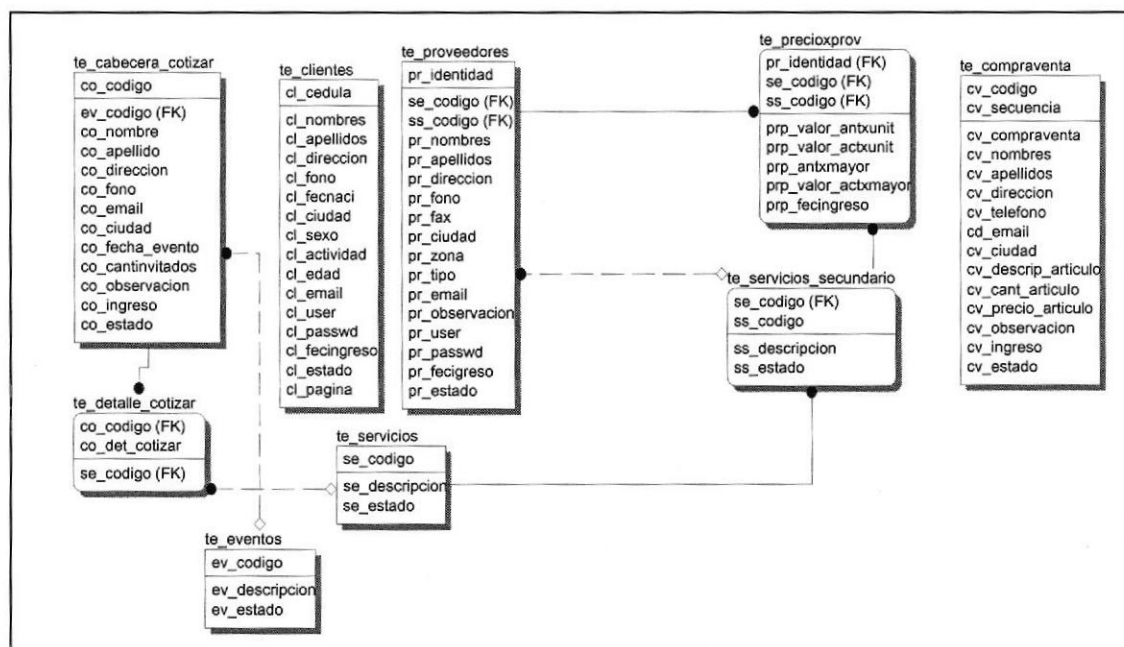 te_cabecera_cotizar
co_codigo
ev_codigo (FK)
co_nombre
co_apellido
co_direccion
co_fono
co_email
co_ciudad
co_fecha_evento
co_cantinvitados
co_observacion
co_ingreso
co_estado
te_clientes
cl_cedula
cl_nombres
cl_apellidos
cl_direccion
cl_fono
cl_fecnaci
cl_ciudad
cl_sexo
cl_actividad
cl_edad
cl_email
cl_user
cl_passwd
cl_fecingreso
cl_estado
cl_pagina
te_proveedores
pr_identidad
se_codigo (FK)
ss_codigo (FK)
pr_nombres
pr_apellidos
pr_direccion
pr_fono
pr_fax
pr_ciudad
pr_zona
pr_tipo
pr_email
pr_observacion
pr_user
pr_passwd
pr_fecigreso
pr_estado
te_precioxprov
pr_identidad (FK)
se_codigo (FK)
ss_codigo (FK)
prp_valor_antxunit
prp_valor_actxunit
prp_antxmayor
prp_valor_actxmayor
prp_fecingreso
te_compraventa
cv_codigo
cv_secuencia
cv_compraventa
cv_nombres
cv_apellidos
cv_direccion
cv_telefono
cd_email
cv_ciudad
cv_descrip_articulo
cv_cant_articulo
cv_precio_articulo
cv_observacion
cv_ingreso
cv_estado
te_servicios_secundario
se_codigo (FK)
ss_codigo
ss_descripcion
ss_estado
te_detalle_cotizar
co_codigo (FK)
co_det_cotizar
se_codigo (FK)
te_servicios
se_codigo
se_descripcion
se_estado
te_eventos
ev_codigo
ev_descripcion
ev_estado